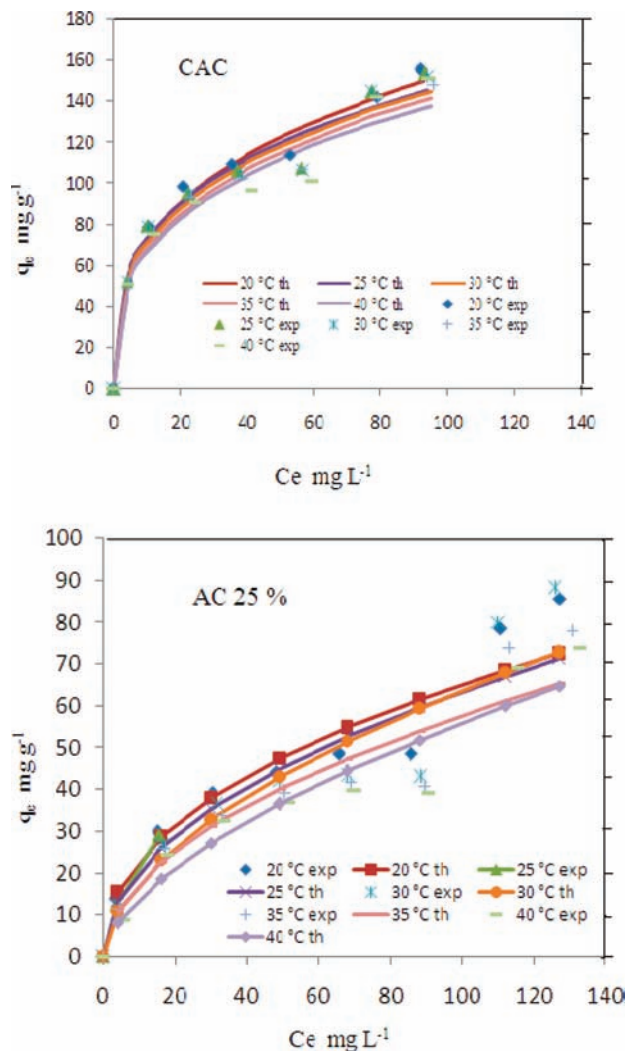 180
160
140
120
100
80
60
40
20
0
CAC
qe mg g-1
20 °C th 25 °C th 30 °C th
35 °C th 40 °C th 20 °C exp
25 °C exp 30 °C exp 35 °C exp
40 °C exp
0 20 40 60 80 100 120 140
Ce mg L-1
100
90
80
70
60
50
40
30
20
10
0
AC 25 %
qe mg g-1
20 °C exp 20 °C th 25 °C exp
25 °C th 30 °C exp 30 °C th
35 °C exp 35 °C th 40 °C exp
40 °C th
0 20 40 60 80 100 120 140
Ce mg L-1